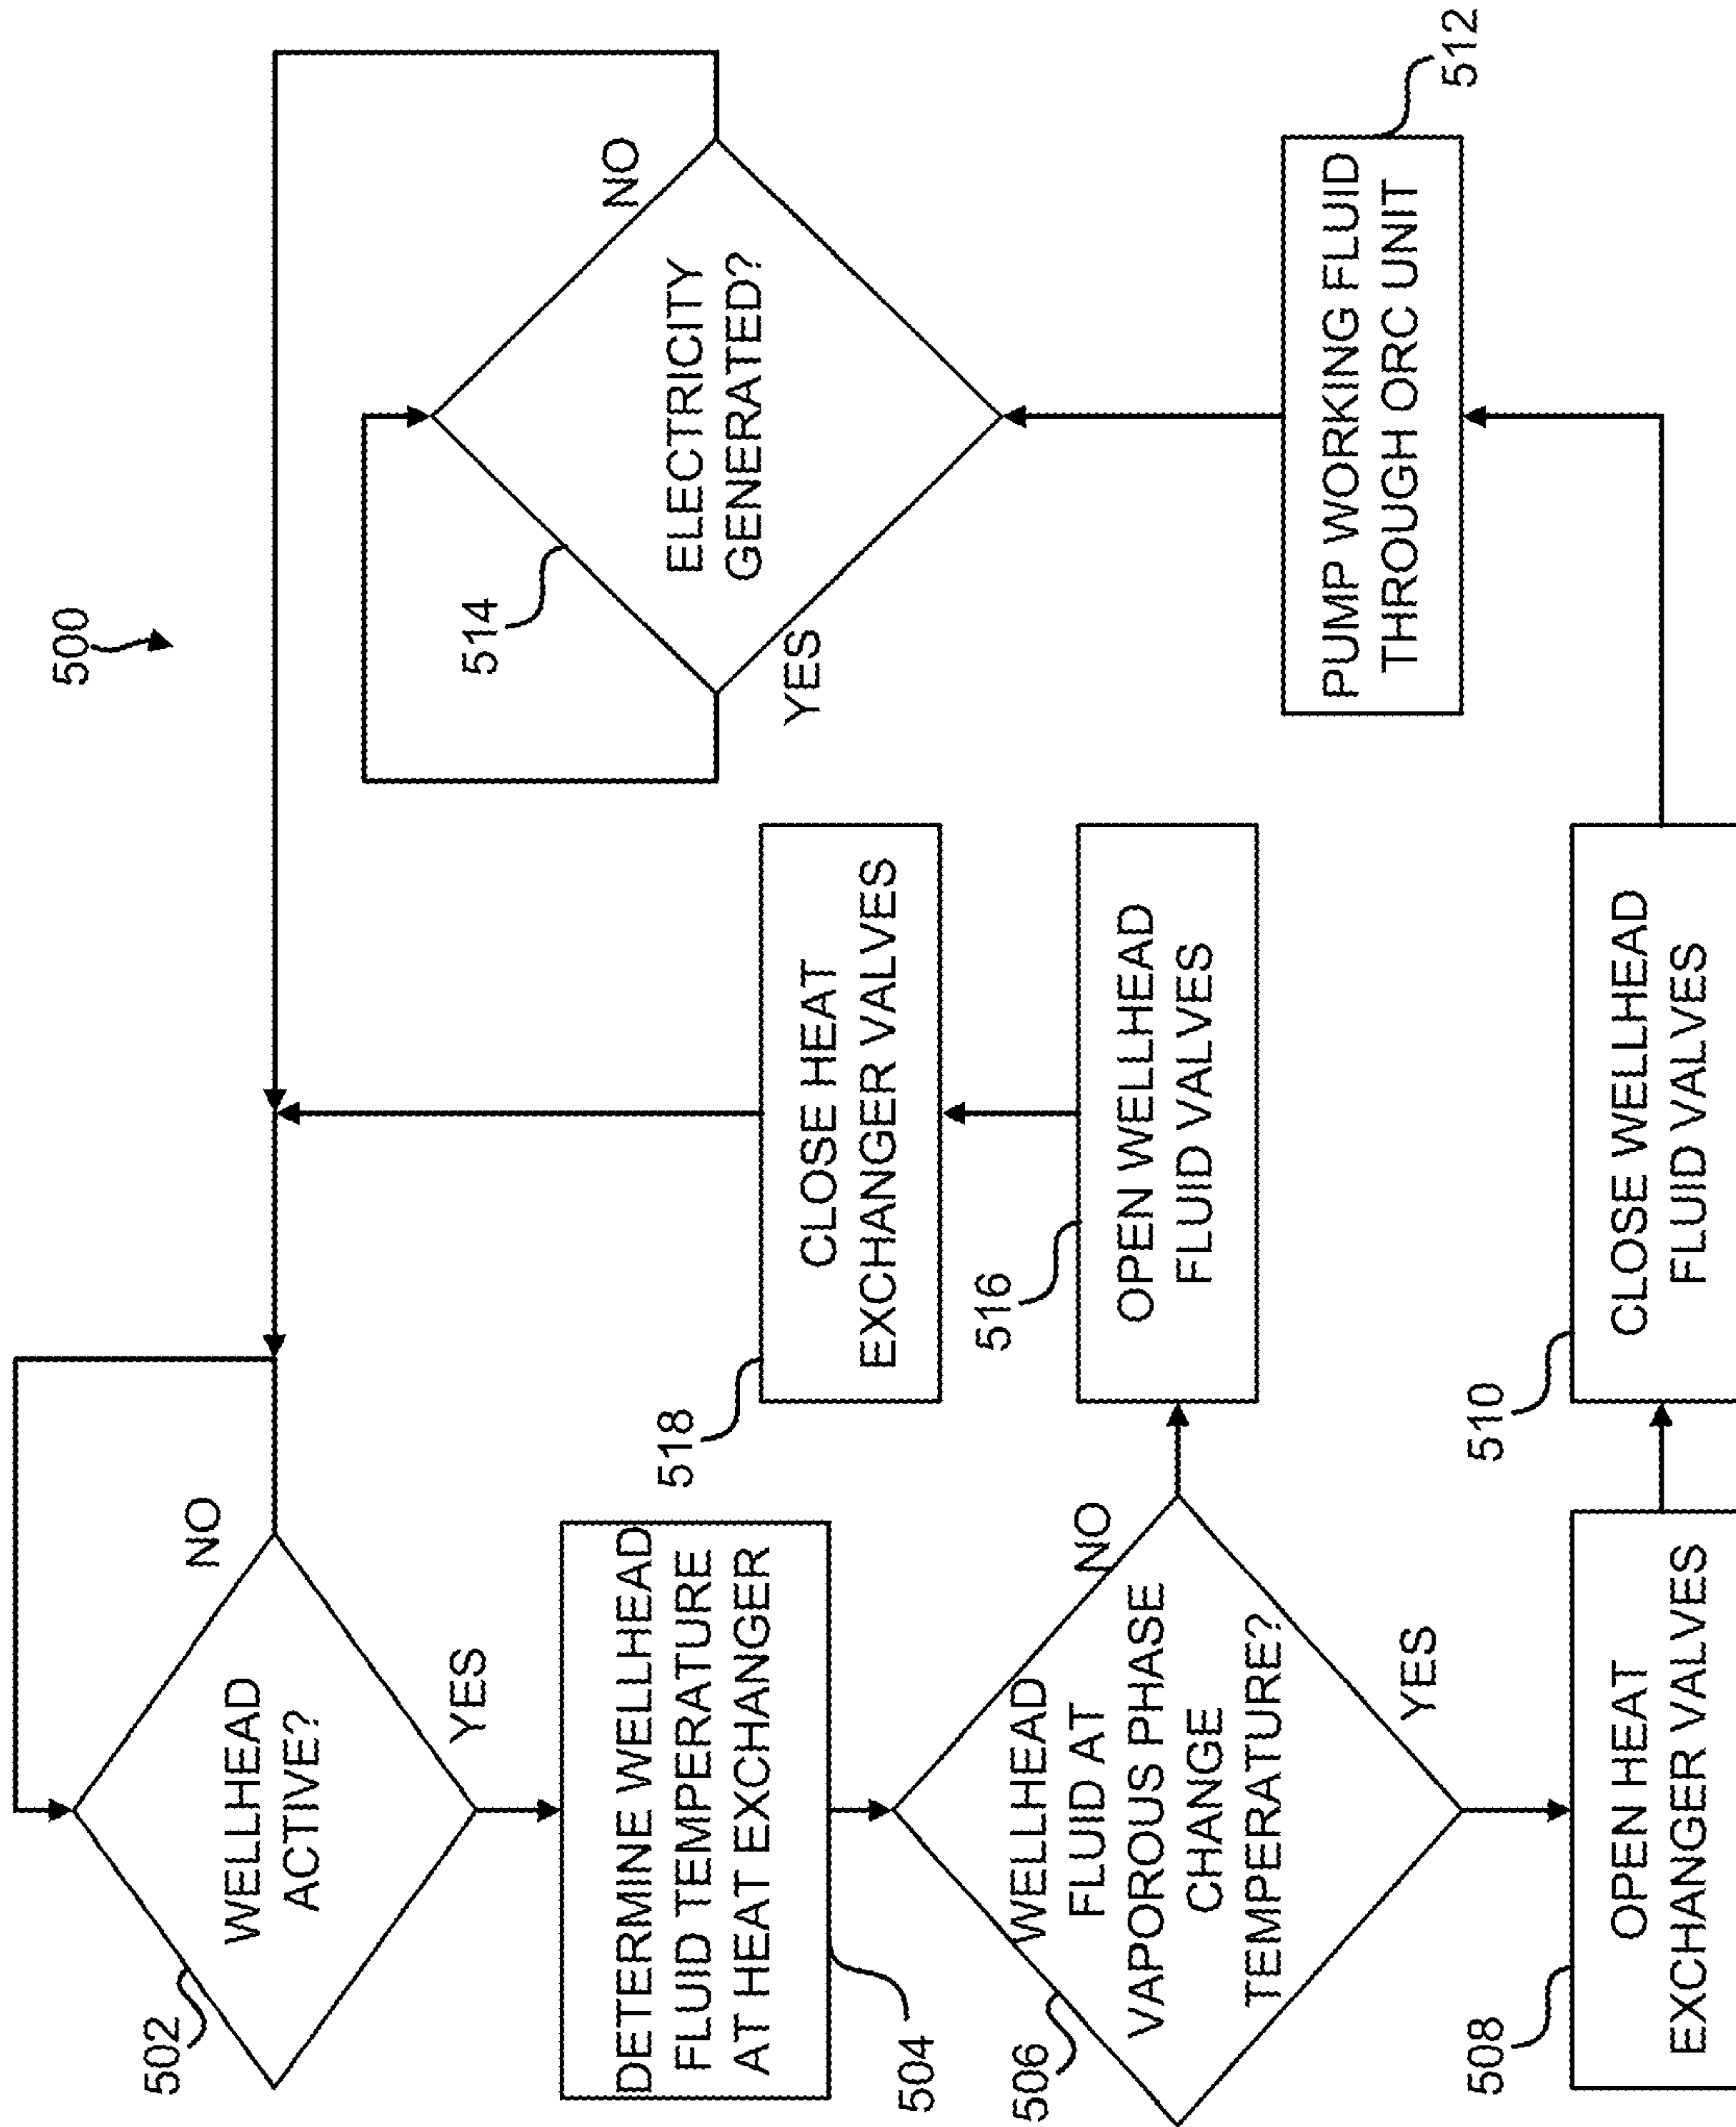 500
502
WELLHEAD
ACTIVE?
NO
YES
DETERMINE WELLHEAD
FLUID TEMPERATURE
AT HEAT EXCHANGER
504
506
WELLHEAD
FLUID AT
VAPOROUS PHASE
CHANGE
TEMPERATURE?
NO
YES
508
OPEN HEAT
EXCHANGER VALVES
518
CLOSE HEAT
EXCHANGER VALVES
516
OPEN WELLHEAD
FLUID VALVES
510
CLOSE WELLHEAD
FLUID VALVES
514
ELECTRICITY
GENERATED?
NO
YES
PUMP WORKING FLUID
THROUGH ORC UNIT
512